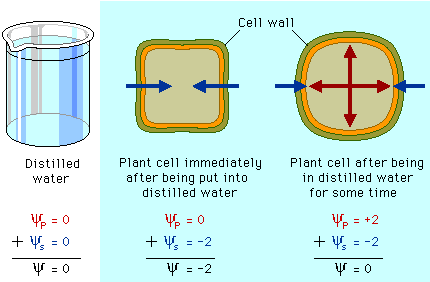 Cell wall
Distilled
water
Plant cell immediately
after being put into
distilled water
Plant cell after being
in distilled water
for some time
Ψp = 0
+ Ψs = 0
Ψ = 0
Ψp = 0
+ Ψs = -2
Ψ = -2
Ψp = +2
+ Ψs = -2
Ψ = 0